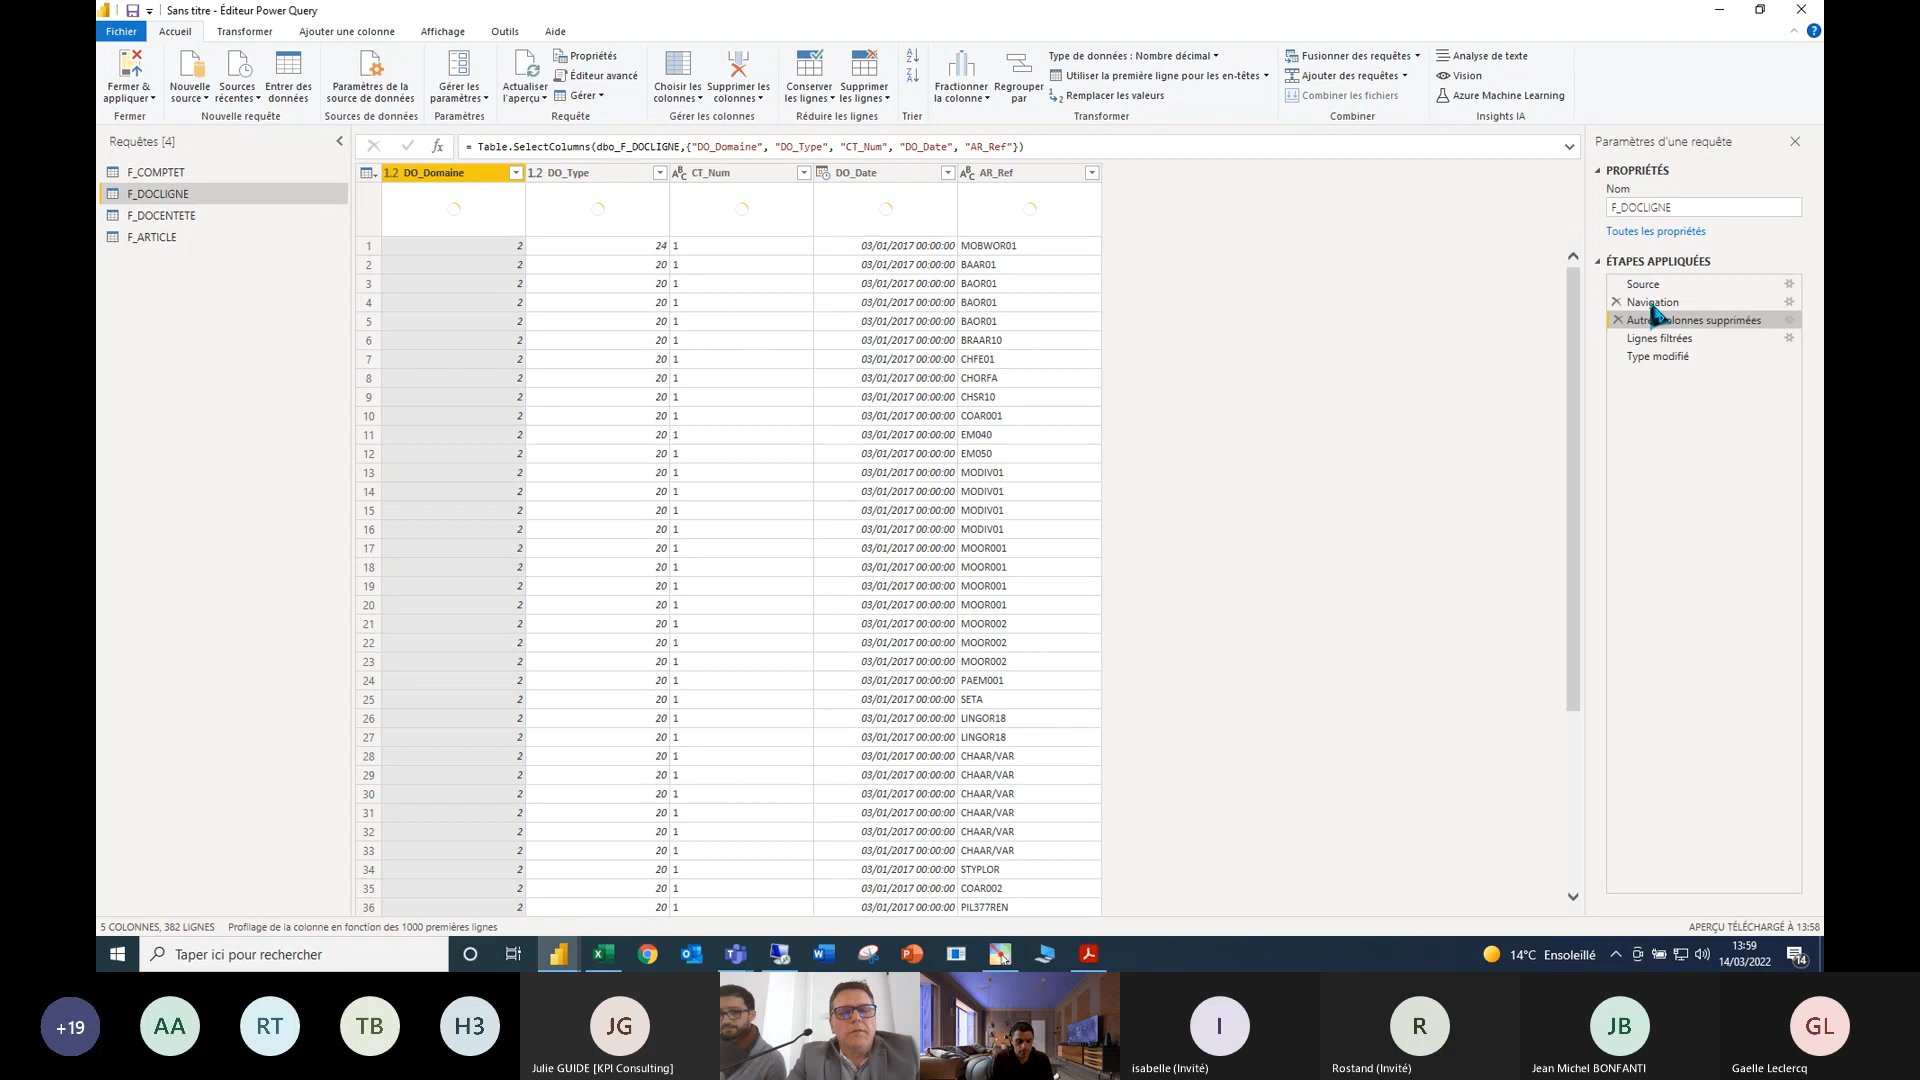 Sans titre - Éditeur Power Query
Fichier Accueil Transformer Ajouter une colonne Affichage Outils Aide
Fermer & appliquer
Nouvelle source
Sources récentes
Entrer des données
Paramètres de la source de données
Gérer les paramètres
Actualiser l'aperçu
Propriétés
Éditeur avancé
Gérer
Choisir les colonnes
Supprimer les colonnes
Conserver les lignes
Supprimer les lignes
Fractionner la colonne
Regrouper par
Type de données : Nombre décimal
Utiliser la première ligne pour les en-têtes
Remplacer les valeurs
Fusionner des requêtes
Ajouter des requêtes
Combiner les fichiers
Analyse de texte
Vision
Azure Machine Learning
Fermer Nouvelle requête Sources de données Paramètres Requête Gérer les colonnes Réduire les lignes Trier Transformer Combiner Insights IA
Requêtes [4]
F_COMPTET
F_DOCLIGNE
F_DOCENTETE
F_ARTICLE
fx = Table.SelectColumns(dbo_F_DOCLIGNE,{"DO_Domaine", "DO_Type", "CT_Num", "DO_Date", "AR_Ref"})
1.2 DO_Domaine 1.2 DO_Type ABC CT_Num DO_Date ABC AR_Ref
1 2 24 1 03/01/2017 00:00:00 MOBWOR01
2 2 20 1 03/01/2017 00:00:00 BAAR01
3 2 20 1 03/01/2017 00:00:00 BAOR01
4 2 20 1 03/01/2017 00:00:00 BAOR01
5 2 20 1 03/01/2017 00:00:00 BAOR01
6 2 20 1 03/01/2017 00:00:00 BRAAR10
7 2 20 1 03/01/2017 00:00:00 CHFE01
8 2 20 1 03/01/2017 00:00:00 CHORFA
9 2 20 1 03/01/2017 00:00:00 CHSR10
10 2 20 1 03/01/2017 00:00:00 COAR001
11 2 20 1 03/01/2017 00:00:00 EM040
12 2 20 1 03/01/2017 00:00:00 EM050
13 2 20 1 03/01/2017 00:00:00 MODIV01
14 2 20 1 03/01/2017 00:00:00 MODIV01
15 2 20 1 03/01/2017 00:00:00 MODIV01
16 2 20 1 03/01/2017 00:00:00 MODIV01
17 2 20 1 03/01/2017 00:00:00 MOOR001
18 2 20 1 03/01/2017 00:00:00 MOOR001
19 2 20 1 03/01/2017 00:00:00 MOOR001
20 2 20 1 03/01/2017 00:00:00 MOOR001
21 2 20 1 03/01/2017 00:00:00 MOOR002
22 2 20 1 03/01/2017 00:00:00 MOOR002
23 2 20 1 03/01/2017 00:00:00 MOOR002
24 2 20 1 03/01/2017 00:00:00 PAEM001
25 2 20 1 03/01/2017 00:00:00 SETA
26 2 20 1 03/01/2017 00:00:00 LINGOR18
27 2 20 1 03/01/2017 00:00:00 LINGOR18
28 2 20 1 03/01/2017 00:00:00 CHAAR/VAR
29 2 20 1 03/01/2017 00:00:00 CHAAR/VAR
30 2 20 1 03/01/2017 00:00:00 CHAAR/VAR
31 2 20 1 03/01/2017 00:00:00 CHAAR/VAR
32 2 20 1 03/01/2017 00:00:00 CHAAR/VAR
33 2 20 1 03/01/2017 00:00:00 CHAAR/VAR
34 2 20 1 03/01/2017 00:00:00 STYPLOR
35 2 20 1 03/01/2017 00:00:00 COAR002
36 2 20 1 03/01/2017 00:00:00 PIL377REN
Paramètres d'une requête
PROPRIÉTÉS
Nom
F_DOCLIGNE
Toutes les propriétés
ÉTAPES APPLIQUÉES
Source
Navigation
Autres colonnes supprimées
Lignes filtrées
Type modifié
5 COLONNES, 382 LIGNES Profilage de la colonne en fonction des 1000 premières lignes
APERÇU TÉLÉCHARGÉ À 13:58
Taper ici pour rechercher
14°C Ensoleillé
13:59
14/03/2022
14
+19 AA RT TB H3 JG I R JB GL
Julie GUIDE [KPI Consulting] isabelle (Invité) Rostand (Invité) Jean Michel BONFANTI Gaelle Leclercq